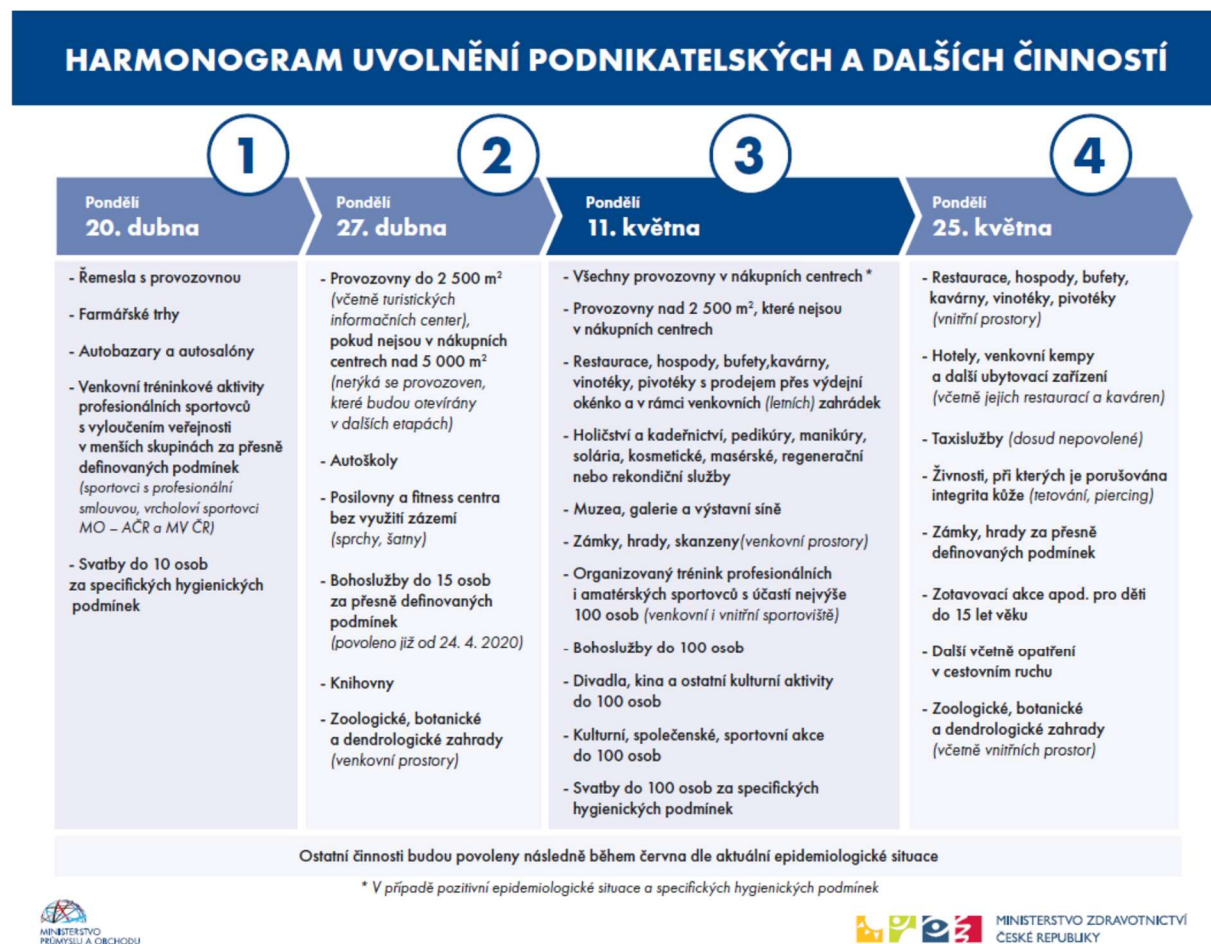 HARMONOGRAM UVOLNĚNÍ PODNIKATELSKÝCH A DALŠÍCH ČINNOSTÍ
1
Pondělí
20. dubna
- Řemesla s provozovnou
- Farmářské trhy
- Autobazary a autosalóny
- Venkovní tréninkové aktivity
profesionálních sportovců
s vyloučením veřejnosti
v menších skupinách za přesně
definovaných podmínek
(sportovci s profesionální
smlouvou, vrcholoví sportovci
MO – AČR a MV ČR)
- Svatby do 10 osob
za specifických hygienických
podmínek
2
Pondělí
27. dubna
- Provozovny do 2 500 m²
(včetně turistických
informačních center),
pokud nejsou v nákupních
centrech nad 5 000 m²
(netýká se provozoven,
které budou otevírány
v dalších etapách)
- Autoškoly
- Posilovny a fitness centra
bez využití zázemí
(sprchy, šatny)
- Bohoslužby do 15 osob
za přesně definovaných
podmínek
(povoleno již od 24. 4. 2020)
- Knihovny
- Zoologické, botanické
a dendrologické zahrady
(venkovní prostory)
3
Pondělí
11. května
- Všechny provozovny v nákupních centrech *
- Provozovny nad 2 500 m², které nejsou
v nákupních centrech
- Restaurace, hospody, bufety,kavárny,
vinotéky, pivotéky s prodejem přes výdejní
okénko a v rámci venkovních (letních) zahrádek
- Holičství a kadeřnictví, pedikúry, manikúry,
solária, kosmetické, masérské, regenerační
nebo rekondiční služby
- Muzea, galerie a výstavní síně
- Zámky, hrady, skanzeny(venkovní prostory)
- Organizovaný trénink profesionálních
i amatérských sportovců s účastí nejvýše
100 osob (venkovní i vnitřní sportoviště)
- Bohoslužby do 100 osob
- Divadla, kina a ostatní kulturní aktivity
do 100 osob
- Kulturní, společenské, sportovní akce
do 100 osob
- Svatby do 100 osob za specifických
hygienických podmínek
4
Pondělí
25. května
- Restaurace, hospody, bufety,
kavárny, vinotéky, pivotéky
(vnitřní prostory)
- Hotely, venkovní kempy
a další ubytovací zařízení
(včetně jejich restaurací a kaváren)
- Taxislužby (dosud nepovolené)
- Živnosti, při kterých je porušována
integrita kůže (tetování, piercing)
- Zámky, hrady za přesně
definovaných podmínek
- Zotavovací akce apod. pro děti
do 15 let věku
- Další včetně opatření
v cestovním ruchu
- Zoologické, botanické
a dendrologické zahrady
(včetně vnitřních prostor)
Ostatní činnosti budou povoleny následně během června dle aktuální epidemiologické situace
* V případě pozitivní epidemiologické situace a specifických hygienických podmínek
MINISTERSTVO
PRŮMYSLU A OBCHODU
MINISTERSTVO ZDRAVOTNICTVÍ
ČESKÉ REPUBLIKY